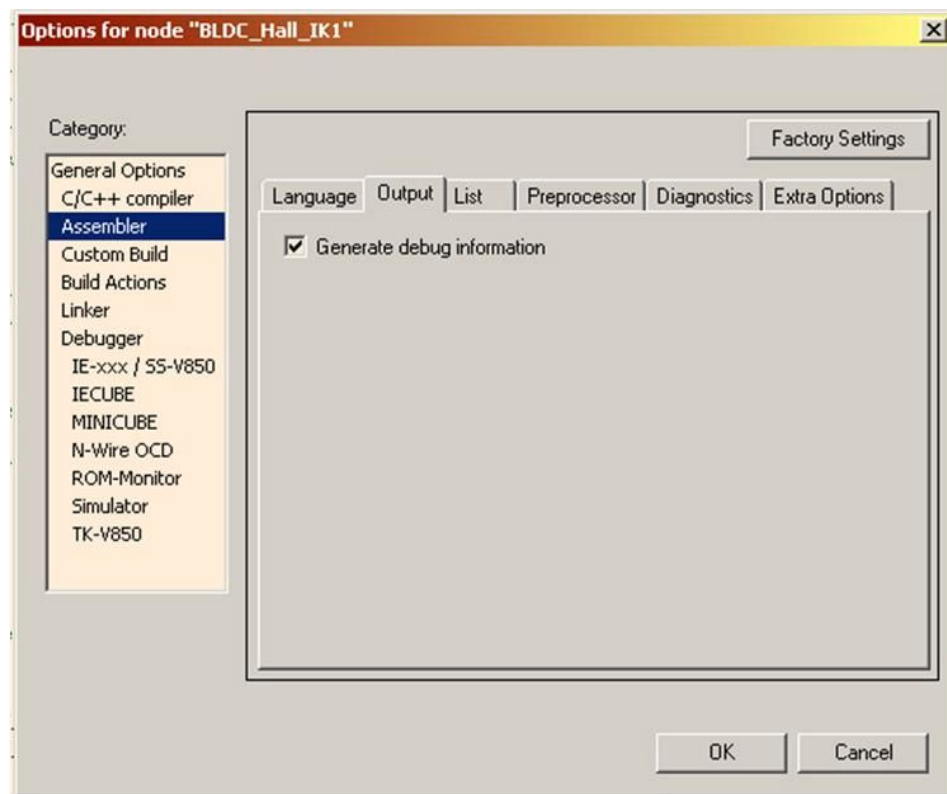 Options for node "BLDC_Hall_IK1"
Category:
General Options
C/C++ compiler
Assembler
Custom Build
Build Actions
Linker
Debugger
IE-xxx / SS-V850
IECUBE
MINICUBE
N-Wire OCD
ROM-Monitor
Simulator
TK-V850
Factory Settings
Language Output List Preprocessor Diagnostics Extra Options
Generate debug information
OK Cancel